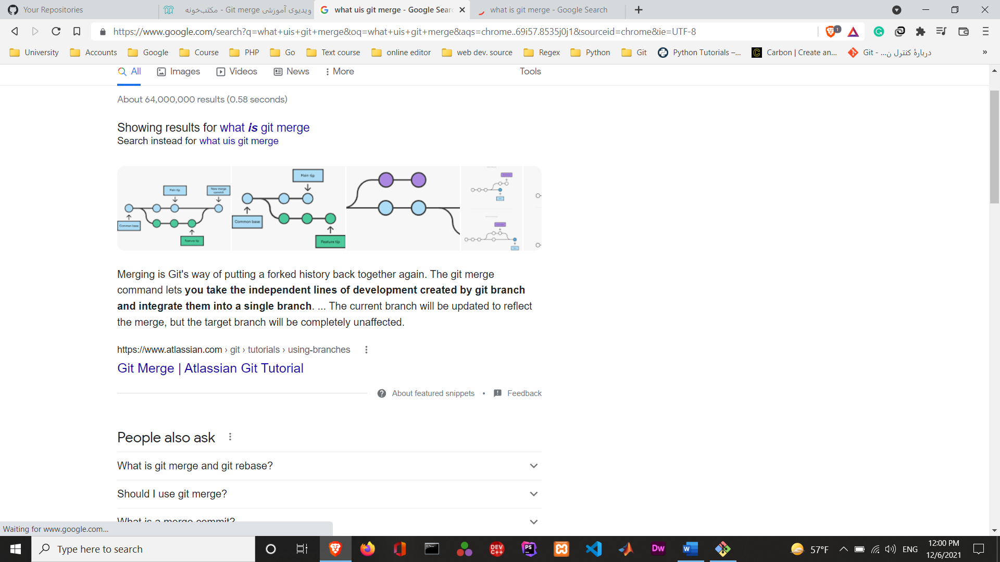 Your Repositories
ویدیوی آموزشی Git merge - مکتب‌خونه
what uis git merge - Google Sear
what is git merge - Google Search
https://www.google.com/search?q=what+uis+git+merge&oq=what+uis+git+merge&aqs=chrome..69i57.8535j0j1&sourceid=chrome&ie=UTF-8
1
University
Accounts
Google
Course
PHP
Go
Text course
online editor
web dev. source
Regex
Python
Git
Python Tutorials –...
Carbon | Create an...
Git - ...دربارهٔ کنترل ن
»
All
Images
Videos
News
More
Tools
About 64,000,000 results (0.58 seconds)
Showing results for what is git merge
Search instead for what uis git merge
Main tip
New merge commit
Common base
Feature tip
Main tip
Common base
Feature tip
Merging is Git's way of putting a forked history back together again. The git merge
command lets you take the independent lines of development created by git branch
and integrate them into a single branch. ... The current branch will be updated to reflect
the merge, but the target branch will be completely unaffected.
https://www.atlassian.com › git › tutorials › using-branches
Git Merge | Atlassian Git Tutorial
About featured snippets • Feedback
People also ask
What is git merge and git rebase?
Should I use git merge?
What is a merge commit?
Waiting for www.google.com...
Type here to search
DEV C++
PS
Dw
W
57°F
ENG
12:00 PM
12/6/2021